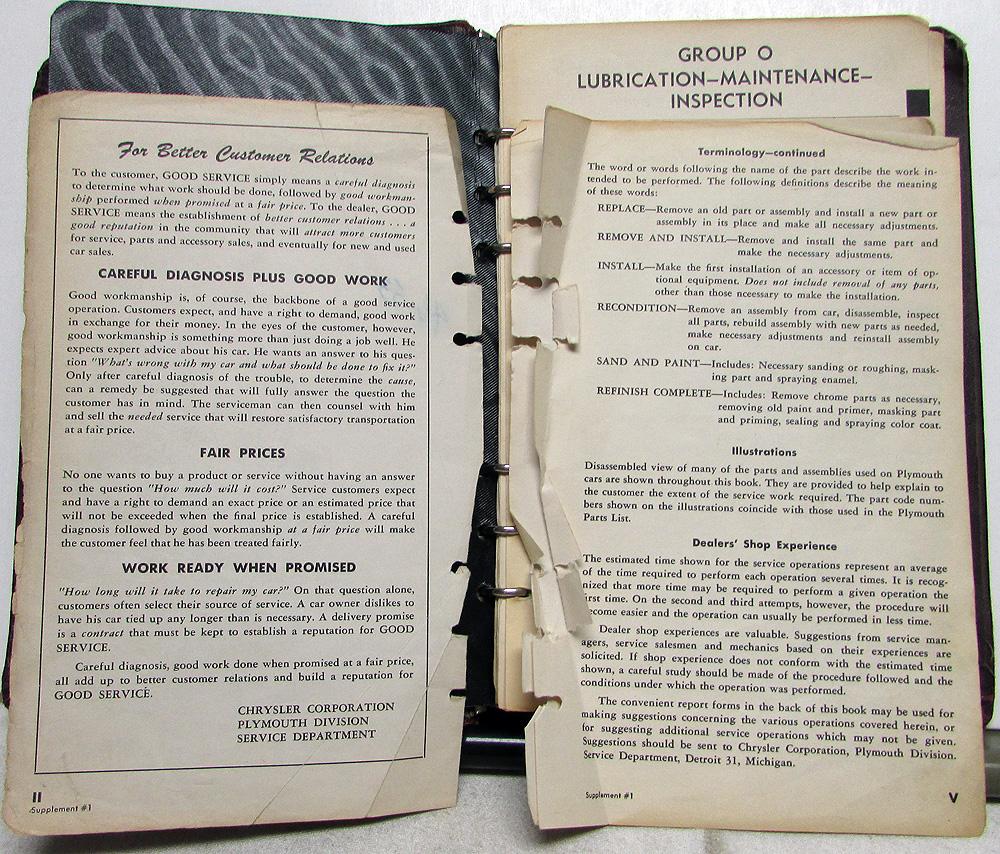 For Better Customer Relations
To the customer, GOOD SERVICE simply means a careful diagnosis
to determine what work should be done, followed by good workman-
ship performed when promised at a fair price. To the dealer, GOOD
SERVICE means the establishment of better customer relations . . . a
good reputation in the community that will attract more customers
for service, parts and accessory sales, and eventually for new and used
car sales.
CAREFUL DIAGNOSIS PLUS GOOD WORK
Good workmanship is, of course, the backbone of a good service
operation. Customers expect, and have a right to demand, good work
in exchange for their money. In the eyes of the customer, however,
good workmanship is something more than just doing a job well. He
expects expert advice about his car. He wants an answer to his ques-
tion "What's wrong with my car and what should be done to fix it?"
Only after careful diagnosis of the trouble, to determine the cause,
can a remedy be suggested that will fully answer the question the
customer has in mind. The serviceman can then counsel with him
and sell the needed service that will restore satisfactory transportation
at a fair price.
FAIR PRICES
No one wants to buy a product or service without having an answer
to the question "How much will it cost?" Service customers expect
and have a right to demand an exact price or an estimated price that
will not be exceeded when the final price is established. A careful
diagnosis followed by good workmanship at a fair price will make
the customer feel that he has been treated fairly.
WORK READY WHEN PROMISED
"How long will it take to repair my car?" On that question alone,
customers often select their source of service. A car owner dislikes to
have his car tied up any longer than is necessary. A delivery promise
is a contract that must be kept to establish a reputation for GOOD
SERVICE.
Careful diagnosis, good work done when promised at a fair price,
all add up to better customer relations and build a reputation for
GOOD SERVICE.
CHRYSLER CORPORATION
PLYMOUTH DIVISION
SERVICE DEPARTMENT
II
Supplement #1
GROUP O
LUBRICATION—MAINTENANCE—
INSPECTION
Terminology—continued
The word or words following the name of the part describe the work in-
tended to be performed. The following definitions describe the meaning
of these words:
REPLACE—Remove an old part or assembly and install a new part or
assembly in its place and make all necessary adjustments.
REMOVE AND INSTALL—Remove and install the same part and
make the necessary adjustments.
INSTALL—Make the first installation of an accessory or item of op-
tional equipment. Does not include removal of any parts,
other than those necessary to make the installation.
RECONDITION—Remove an assembly from car, disassemble, inspect
all parts, rebuild assembly with new parts as needed,
make necessary adjustments and reinstall assembly
on car.
SAND AND PAINT—Includes: Necessary sanding or roughing, mask-
ing part and spraying enamel.
REFINISH COMPLETE—Includes: Remove chrome parts as necessary,
removing old paint and primer, masking part
and priming, sealing and spraying color coat.
Illustrations
Disassembled view of many of the parts and assemblies used on Plymouth
cars are shown throughout this book. They are provided to help explain to
the customer the extent of the service work required. The part code num-
bers shown on the illustrations coincide with those used in the Plymouth
Parts List.
Dealers' Shop Experience
The estimated time shown for the service operations represent an average
of the time required to perform each operation several times. It is recog-
nized that more time may be required to perform a given operation the
first time. On the second and third attempts, however, the procedure will
become easier and the operation can usually be performed in less time.
Dealer shop experiences are valuable. Suggestions from service man-
agers, service salesmen and mechanics based on their experiences are
solicited. If shop experience does not conform with the estimated time
shown, a careful study should be made of the procedure followed and the
conditions under which the operation was performed.
The convenient report forms in the back of this book may be used for
making suggestions concerning the various operations covered herein, or
for suggesting additional service operations which may not be given.
Suggestions should be sent to Chrysler Corporation, Plymouth Division.
Service Department, Detroit 31, Michigan.
Supplement #1
V